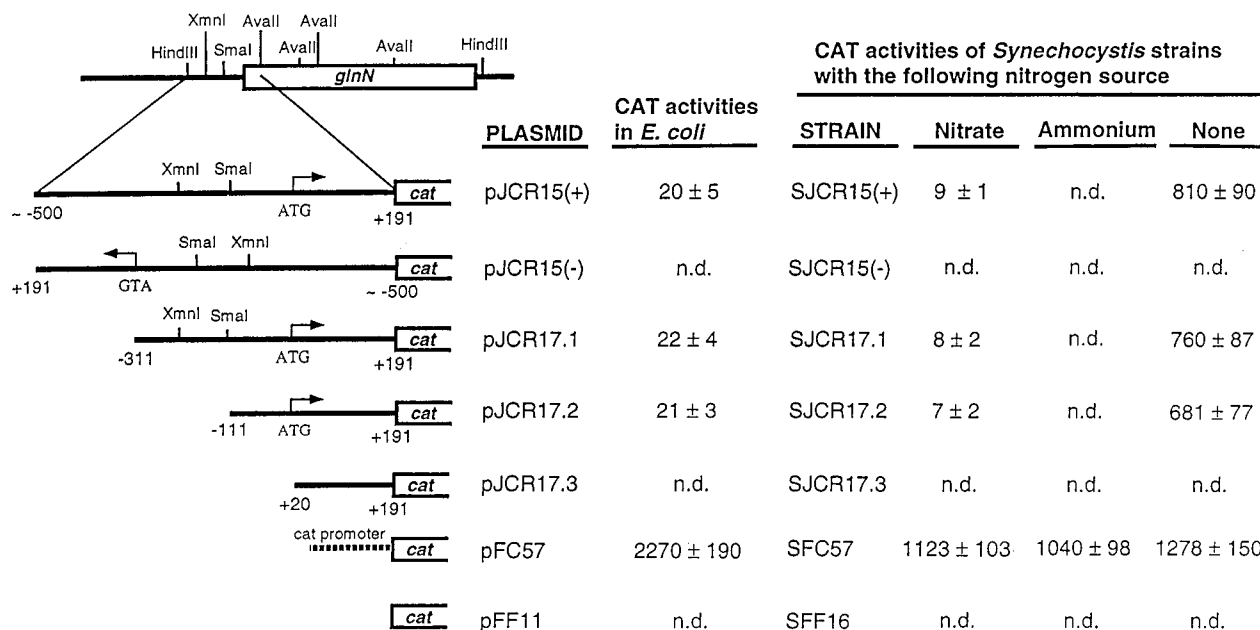 XmnI AvaII AvaII
HindIII SmaI AvaII AvaII HindIII
glnN
CAT activities of Synechocystis strains
with the following nitrogen source
CAT activities
in E. coli
PLASMID STRAIN Nitrate Ammonium None
XmnI SmaI
cat pJCR15(+) 20 ± 5 SJCR15(+) 9 ± 1 n.d. 810 ± 90
~ -500 ATG +191
SmaI XmnI
cat pJCR15(-) n.d. SJCR15(-) n.d. n.d. n.d.
+191 GTA ~ -500
XmnI SmaI
cat pJCR17.1 22 ± 4 SJCR17.1 8 ± 2 n.d. 760 ± 87
-311 ATG +191
cat pJCR17.2 21 ± 3 SJCR17.2 7 ± 2 n.d. 681 ± 77
-111 ATG +191
cat pJCR17.3 n.d. SJCR17.3 n.d. n.d. n.d.
+20 +191
cat promoter
cat pFC57 2270 ± 190 SFC57 1123 ± 103 1040 ± 98 1278 ± 150
cat pFF11 n.d. SFF16 n.d. n.d. n.d.